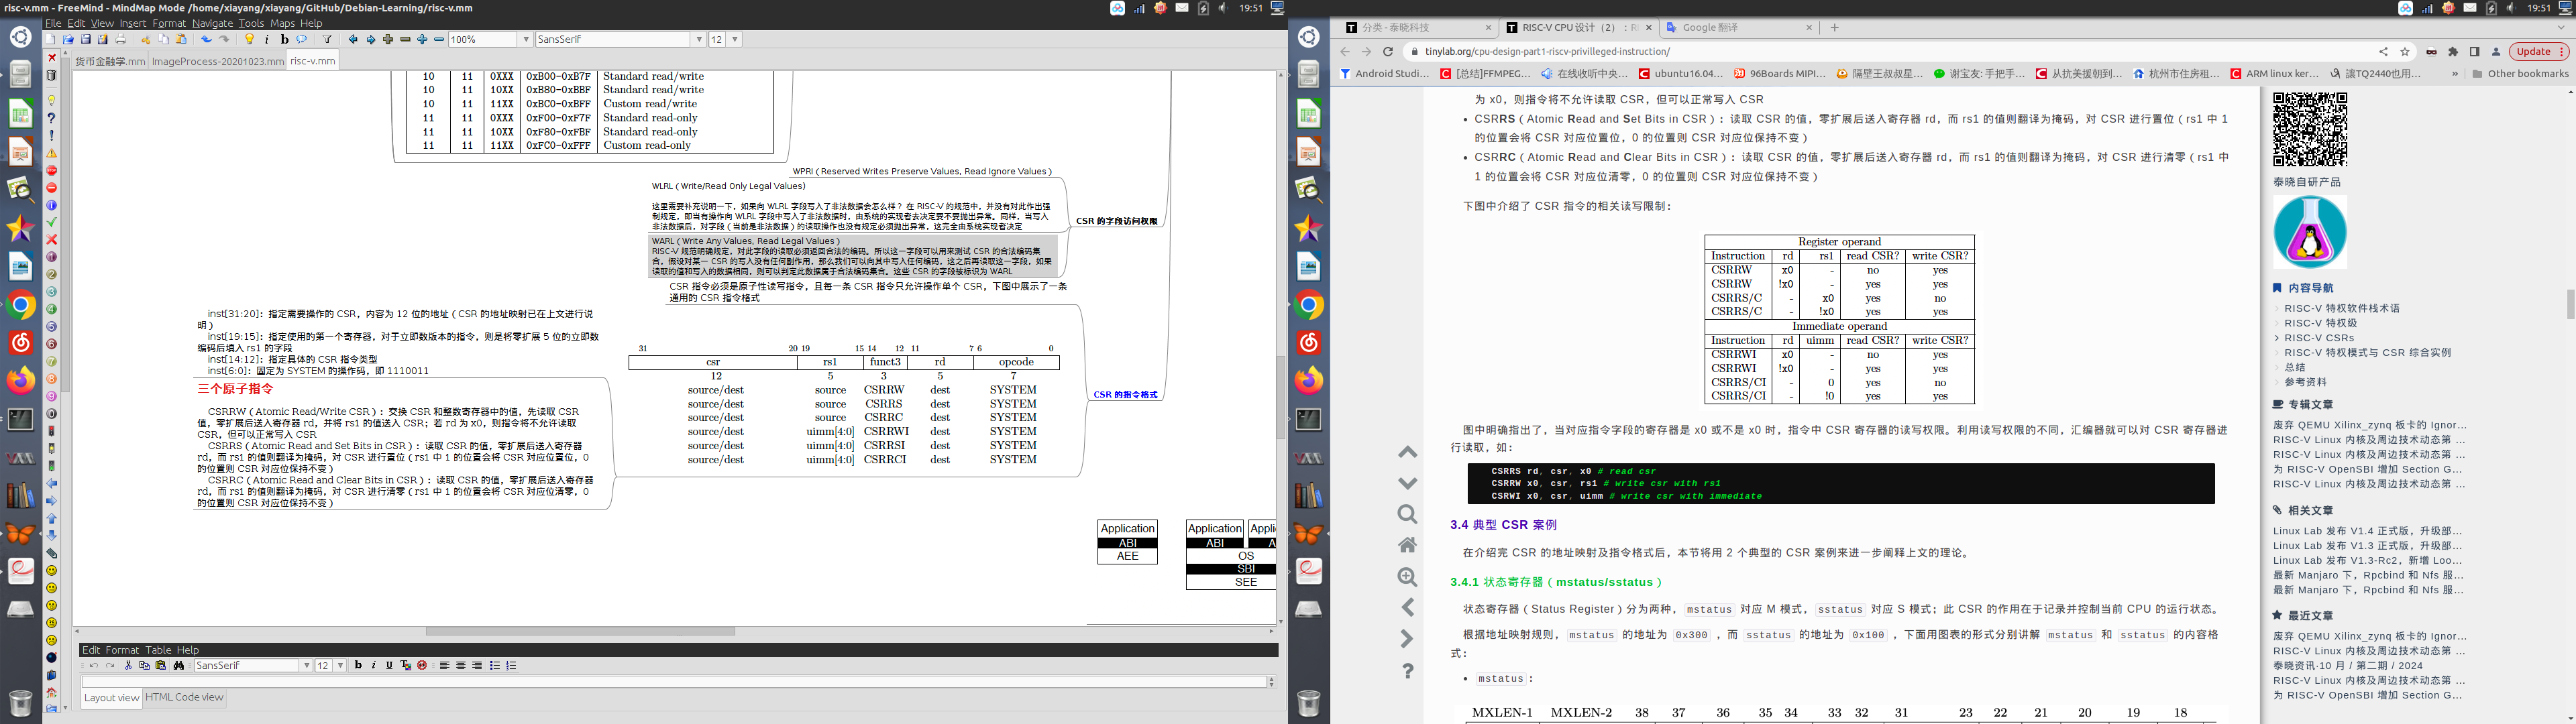 risc-v.mm - FreeMind - MindMap Mode /home/xiayang/xiayang/GitHub/Debian-Learning/risc-v.mm
19:51
File Edit View Insert Format Navigate Tools Maps Help
100% SansSerif 12
货币金融学.mm ImageProcess-20201023.mm risc-v.mm
10 11 0XXX 0xB00-0xB7F Standard read/write
10 11 10XX 0xB80-0xBBF Standard read/write
10 11 11XX 0xBC0-0xBFF Custom read/write
11 11 0XXX 0xF00-0xF7F Standard read-only
11 11 10XX 0xF80-0xFBF Standard read-only
11 11 11XX 0xFC0-0xFFF Custom read-only
WPRI（Reserved Writes Preserve Values, Read Ignore Values）
WLRL（Write/Read Only Legal Values）
这里需要补充说明一下，如果向 WLRL 字段写入了非法数据会怎么样？ 在 RISC-V 的规范中，并没有对此作出强
制规定，即当有操作向 WLRL 字段中写入了非法数据时，由系统的实现者去决定要不要抛出异常。同样，当写入
非法数据后，对字段（当前是非法数据）的读取操作也没有规定必须抛出异常，这完全由系统实现者决定
CSR 的字段访问权限
WARL（Write Any Values, Read Legal Values）
RISC-V 规范明确规定，对此字段的读取必须返回合法的编码。所以这一字段可以用来测试 CSR 的合法编码集
合，假设对某一 CSR 的写入没有任何副作用，那么我们可以向其中写入任何编码，这之后再读取这一字段，如果
读取的值和写入的数据相同，则可以判定此数据属于合法编码集合。这些 CSR 的字段被标识为 WARL
CSR 指令必须是原子性读写指令，且每一条 CSR 指令只允许操作单个 CSR，下图中展示了一条
通用的 CSR 指令格式
inst[31:20]：指定需要操作的 CSR，内容为 12 位的地址（CSR 的地址映射已在上文进行说
明）
inst[19:15]：指定使用的第一个寄存器，对于立即数版本的指令，则是将零扩展 5 位的立即数
编码后填入 rs1 的字段
inst[14:12]：指定具体的 CSR 指令类型
inst[6:0]：固定为 SYSTEM 的操作码，即 1110011
三个原子指令
CSRRW（Atomic Read/Write CSR）：交换 CSR 和整数寄存器中的值，先读取 CSR
值，零扩展后送入寄存器 rd，并将 rs1 的值送入 CSR；若 rd 为 x0，则指令将不允许读取
CSR，但可以正常写入 CSR
CSRRS（Atomic Read and Set Bits in CSR）：读取 CSR 的值，零扩展后送入寄存器
rd，而 rs1 的值则翻译为掩码，对 CSR 进行置位（rs1 中 1 的位置会将 CSR 对应位置位，0
的位置则 CSR 对应位保持不变）
CSRRC（Atomic Read and Clear Bits in CSR）：读取 CSR 的值，零扩展后送入寄存器
rd，而 rs1 的值则翻译为掩码，对 CSR 进行清零（rs1 中 1 的位置会将 CSR 对应位清零，0
的位置则 CSR 对应位保持不变）
31 20 19 15 14 12 11 7 6 0
csr rs1 funct3 rd opcode
12 5 3 5 7
source/dest source CSRRW dest SYSTEM
source/dest source CSRRS dest SYSTEM
source/dest source CSRRC dest SYSTEM
source/dest uimm[4:0] CSRRWI dest SYSTEM
source/dest uimm[4:0] CSRRSI dest SYSTEM
source/dest uimm[4:0] CSRRCI dest SYSTEM
CSR 的指令格式
Application Application Appli
ABI ABI A
AEE OS
SBI
SEE
Edit Format Table Help
SansSerif 12
Layout view HTML Code view
19:51
分类 - 泰晓科技
RISC-V CPU 设计（2）：RI
Google 翻译
tinylab.org/cpu-design-part1-riscv-privilleged-instruction/
Update
Android Studi... [总结]FFMPEG... 在线收听中央... ubuntu16.04... 96Boards MIPI... 隔壁王叔叔星... 谢宝友: 手把手... 从抗美援朝到... 杭州市住房租... ARM linux ker... 讓TQ2440也用... » Other bookmarks
为 x0，则指令将不允许读取 CSR，但可以正常写入 CSR
CSRRS（Atomic Read and Set Bits in CSR）：读取 CSR 的值，零扩展后送入寄存器 rd，而 rs1 的值则翻译为掩码，对 CSR 进行置位（rs1 中 1
的位置会将 CSR 对应位置位，0 的位置则 CSR 对应位保持不变）
CSRRC（Atomic Read and Clear Bits in CSR）：读取 CSR 的值，零扩展后送入寄存器 rd，而 rs1 的值则翻译为掩码，对 CSR 进行清零（rs1 中
1 的位置会将 CSR 对应位清零，0 的位置则 CSR 对应位保持不变）
下图中介绍了 CSR 指令的相关读写限制：
Register operand
Instruction rd rs1 read CSR? write CSR?
CSRRW x0 - no yes
CSRRW !x0 - yes yes
CSRRS/C - x0 yes no
CSRRS/C - !x0 yes yes
Immediate operand
Instruction rd uimm read CSR? write CSR?
CSRRWI x0 - no yes
CSRRWI !x0 - yes yes
CSRRS/CI - 0 yes no
CSRRS/CI - !0 yes yes
图中明确指出了，当对应指令字段的寄存器是 x0 或不是 x0 时，指令中 CSR 寄存器的读写权限。利用读写权限的不同，汇编器就可以对 CSR 寄存器进
行读取，如：
CSRRS rd, csr, x0 # read csr
CSRRW x0, csr, rs1 # write csr with rs1
CSRWI x0, csr, uimm # write csr with immediate
3.4 典型 CSR 案例
在介绍完 CSR 的地址映射及指令格式后，本节将用 2 个典型的 CSR 案例来进一步阐释上文的理论。
3.4.1 状态寄存器（mstatus/sstatus）
状态寄存器（Status Register）分为两种，mstatus 对应 M 模式，sstatus 对应 S 模式；此 CSR 的作用在于记录并控制当前 CPU 的运行状态。
根据地址映射规则，mstatus 的地址为 0x300 ，而 sstatus 的地址为 0x100 ，下面用图表的形式分别讲解 mstatus 和 sstatus 的内容格
式：
mstatus：
MXLEN-1 MXLEN-2 38 37 36 35 34 33 32 31 23 22 21 20 19 18
泰晓自研产品
内容导航
RISC-V 特权软件栈术语
RISC-V 特权级
RISC-V CSRs
RISC-V 特权模式与 CSR 综合实例
总结
参考资料
专辑文章
废弃 QEMU Xilinx_zynq 板卡的 Ignor...
RISC-V Linux 内核及周边技术动态第 ...
RISC-V Linux 内核及周边技术动态第 ...
为 RISC-V OpenSBI 增加 Section G...
RISC-V Linux 内核及周边技术动态第 ...
相关文章
Linux Lab 发布 V1.4 正式版，升级部...
Linux Lab 发布 V1.3 正式版，升级部...
Linux Lab 发布 V1.3-Rc2，新增 Loo...
最新 Manjaro 下，Rpcbind 和 Nfs 服...
最新 Manjaro 下，Rpcbind 和 Nfs 服...
最近文章
废弃 QEMU Xilinx_zynq 板卡的 Ignor...
RISC-V Linux 内核及周边技术动态第 ...
泰晓资讯·10 月 / 第二期 / 2024
RISC-V Linux 内核及周边技术动态第 ...
为 RISC-V OpenSBI 增加 Section G...